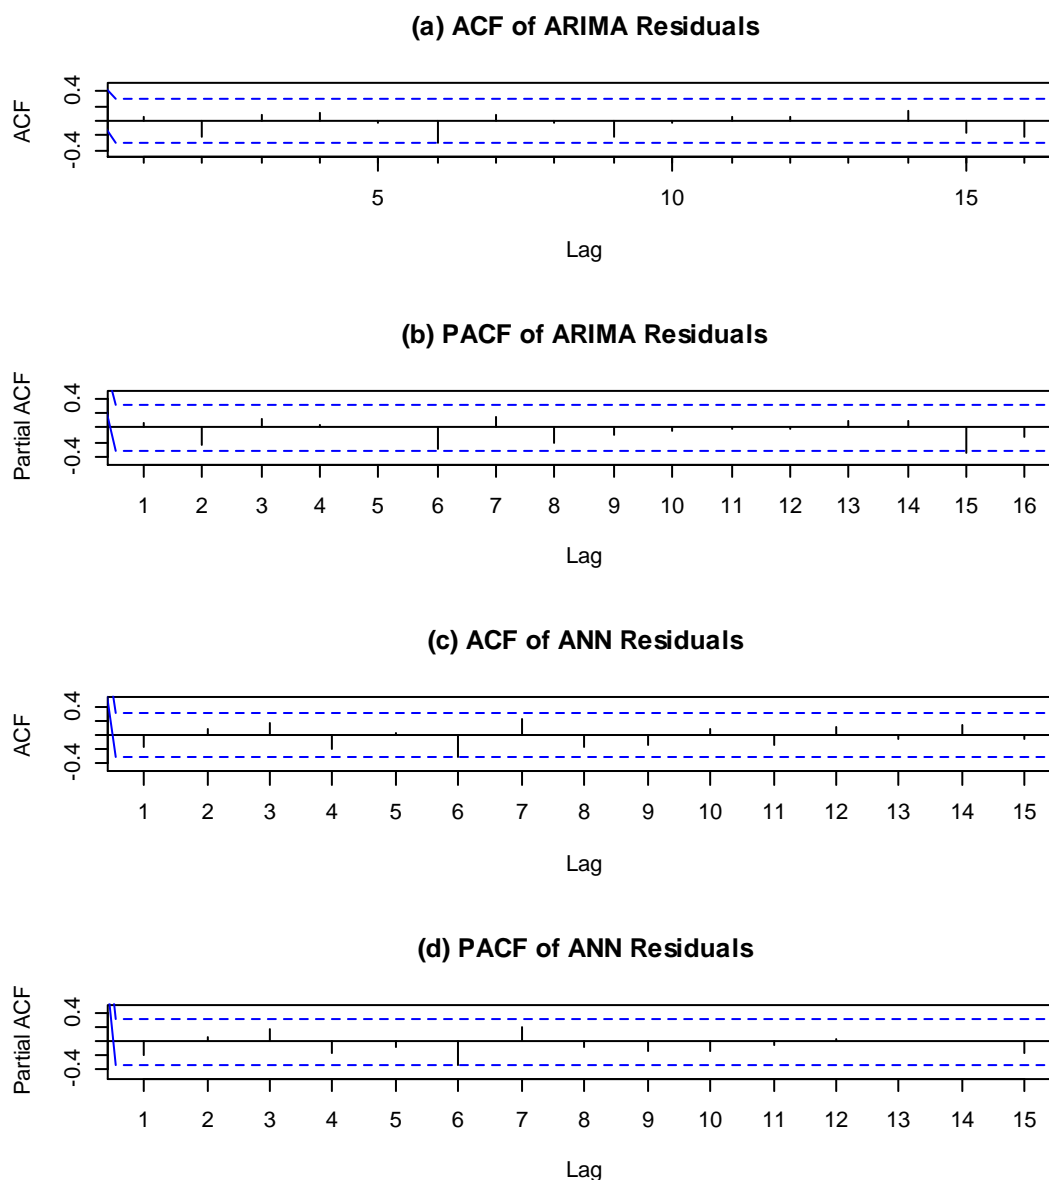 (a) ACF of ARIMA Residuals
0.4
-0.4
ACF
5 10 15
Lag
(b) PACF of ARIMA Residuals
0.4
-0.4
Partial ACF
1 2 3 4 5 6 7 8 9 10 11 12 13 14 15 16
Lag
(c) ACF of ANN Residuals
0.4
-0.4
ACF
1 2 3 4 5 6 7 8 9 10 11 12 13 14 15
Lag
(d) PACF of ANN Residuals
0.4
-0.4
Partial ACF
1 2 3 4 5 6 7 8 9 10 11 12 13 14 15
Lag